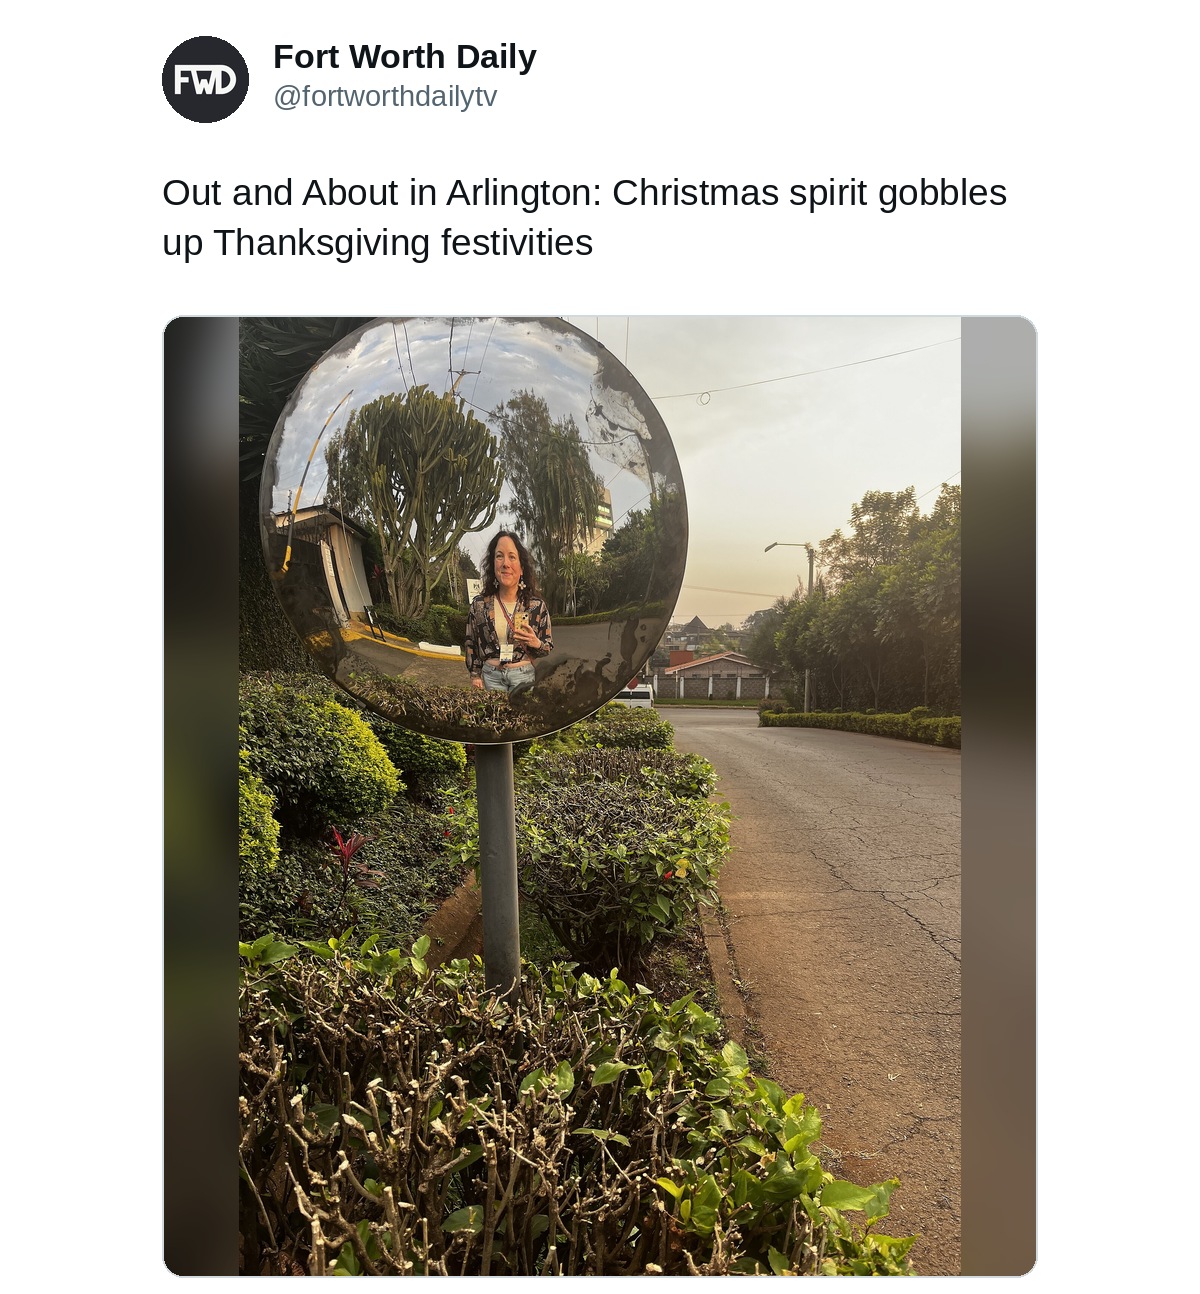 FWD
Fort Worth Daily
@fortworthdailytv
Out and About in Arlington: Christmas spirit gobbles
up Thanksgiving festivities